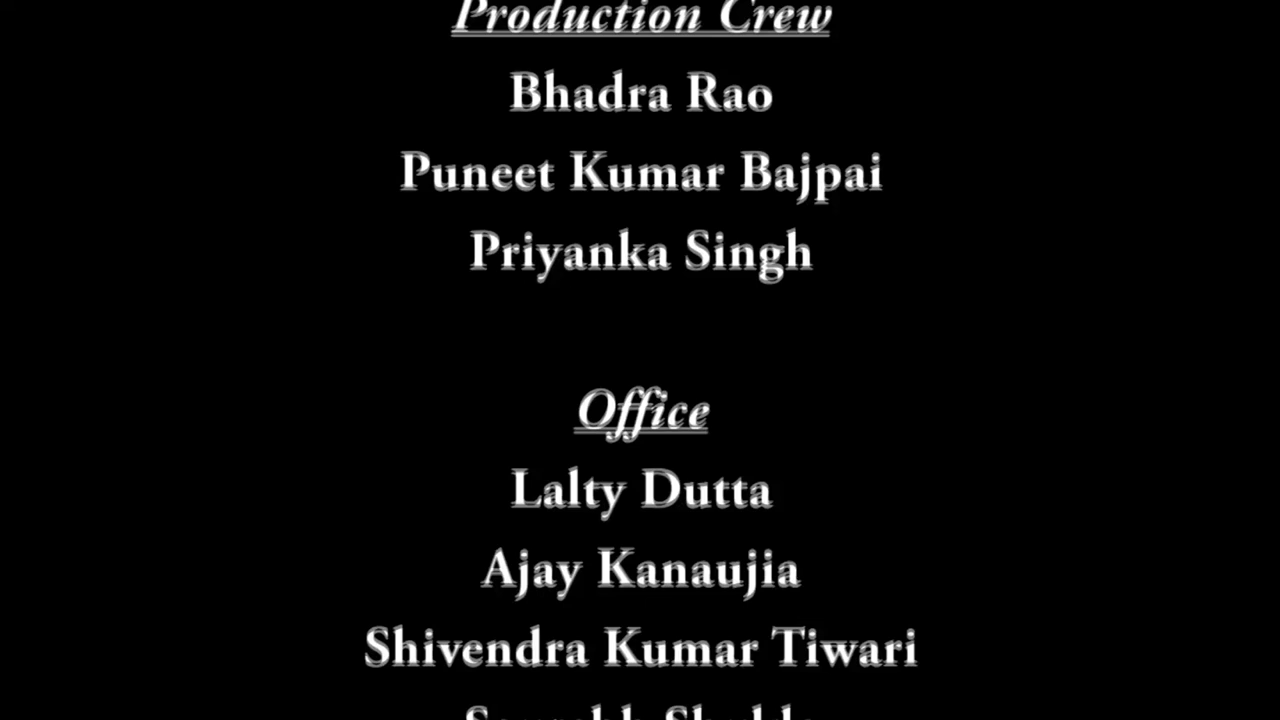 Production Crew
Bhadra Rao
Puneet Kumar Bajpai
Priyanka Singh
Office
Lalty Dutta
Ajay Kanaujia
Shivendra Kumar Tiwari